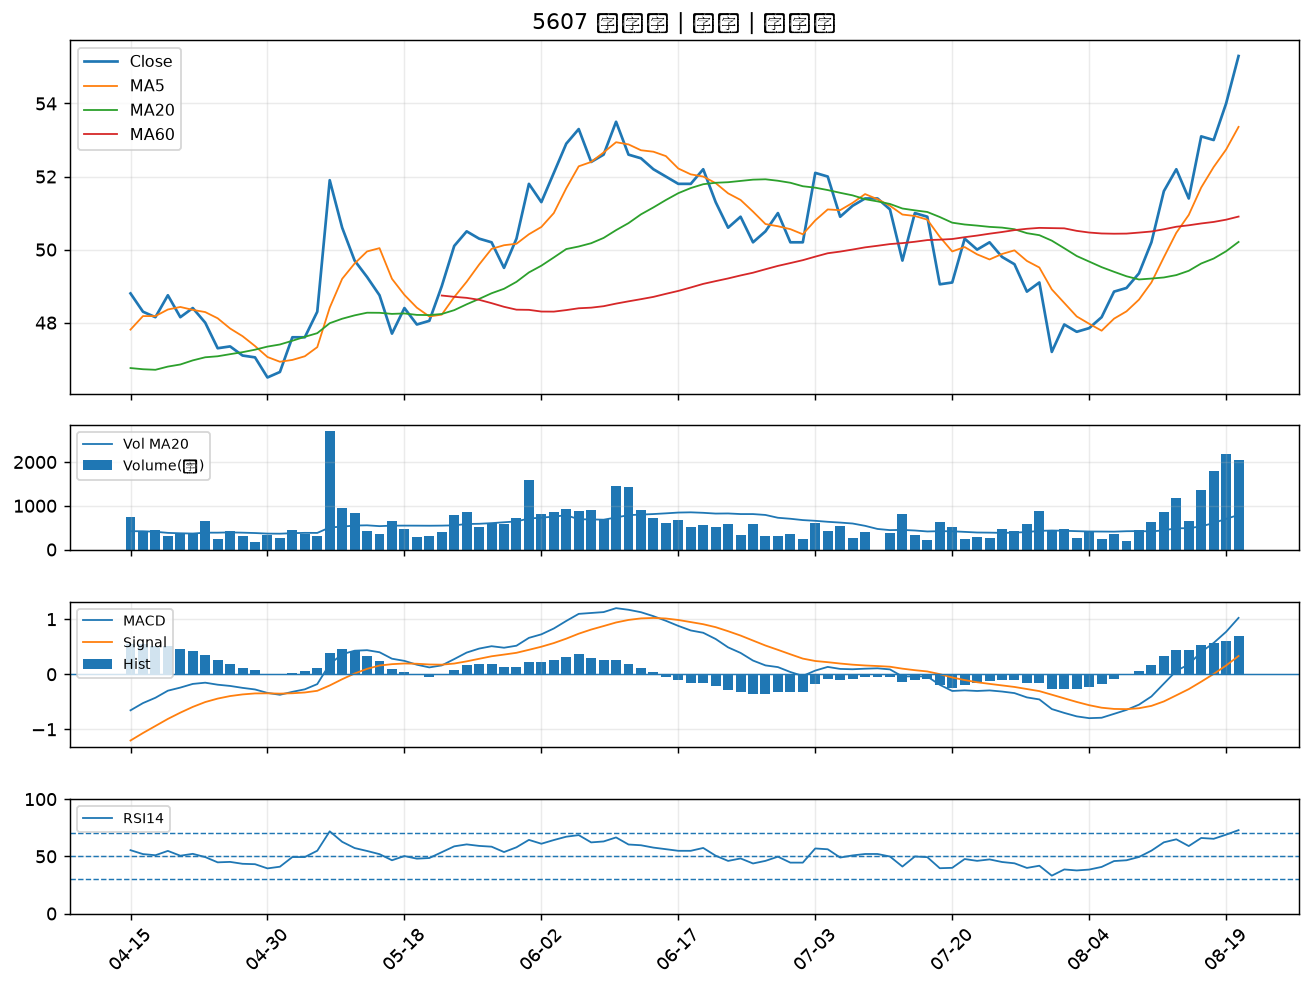 5607 | |
Close
MA5
MA20
MA60
54
52
50
48
Vol MA20
Volume( )
2000
1000
0
MACD
Signal
Hist
1
0
−1
RSI14
100
50
0
04-15
04-30
05-18
06-02
06-17
07-03
07-20
08-04
08-19